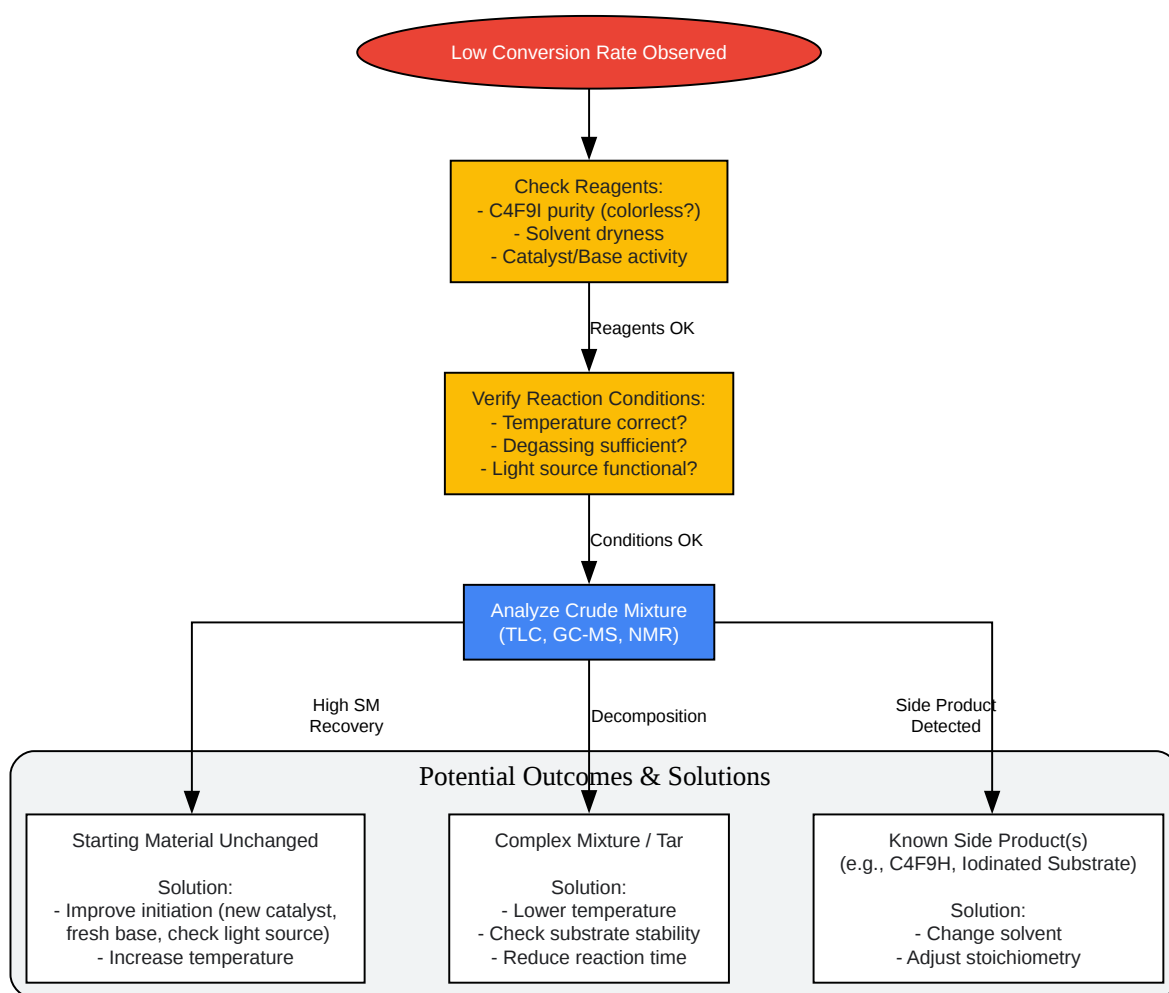 Low Conversion Rate Observed
Check Reagents:
- C4F9I purity (colorless?)
- Solvent dryness
- Catalyst/Base activity
Reagents OK
Verify Reaction Conditions:
- Temperature correct?
- Degassing sufficient?
- Light source functional?
Conditions OK
Analyze Crude Mixture
(TLC, GC-MS, NMR)
High SM
Recovery
Decomposition
Side Product
Detected
Potential Outcomes & Solutions
Starting Material Unchanged
Solution:
- Improve initiation (new catalyst,
fresh base, check light source)
- Increase temperature
Complex Mixture / Tar
Solution:
- Lower temperature
- Check substrate stability
- Reduce reaction time
Known Side Product(s)
(e.g., C4F9H, Iodinated Substrate)
Solution:
- Change solvent
- Adjust stoichiometry